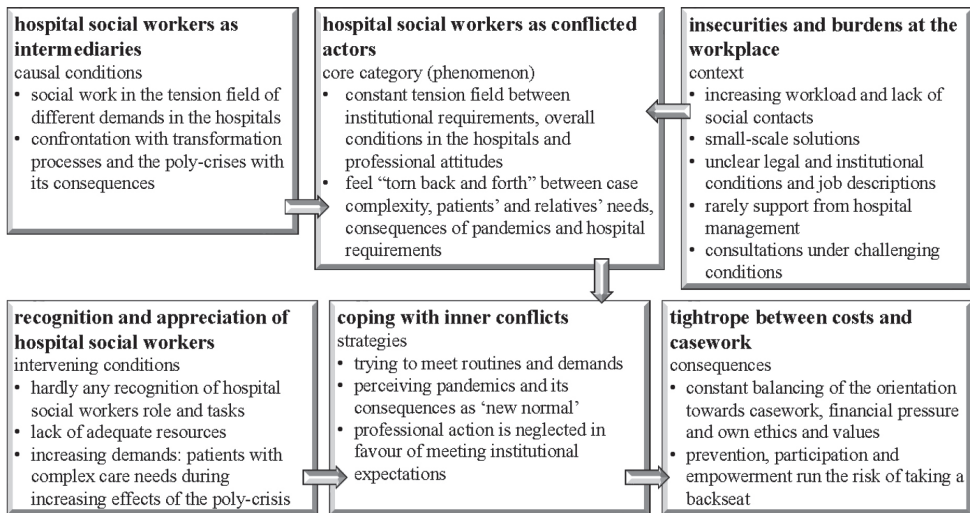 hospital social workers as
intermediaries
causal conditions
• social work in the tension field of
different demands in the hospitals
• confrontation with transformation
processes and the poly-crises with
its consequences
hospital social workers as conflicted
actors
core category (phenomenon)
• constant tension field between
institutional requirements, overall
conditions in the hospitals and
professional attitudes
• feel “torn back and forth” between case
complexity, patients’ and relatives’ needs,
consequences of pandemics and hospital
requirements
insecurities and burdens at the
workplace
context
• increasing workload and lack of
social contacts
• small-scale solutions
• unclear legal and institutional
conditions and job descriptions
• rarely support from hospital
management
• consultations under challenging
conditions
recognition and appreciation of
hospital social workers
intervening conditions
• hardly any recognition of hospital
social workers role and tasks
• lack of adequate resources
• increasing demands: patients with
complex care needs during
increasing effects of the poly-crisis
coping with inner conflicts
strategies
• trying to meet routines and demands
• perceiving pandemics and its
consequences as ‘new normal’
• professional action is neglected in
favour of meeting institutional
expectations
tightrope between costs and
casework
consequences
• constant balancing of the orientation
towards casework, financial pressure
and own ethics and values
• prevention, participation and
empowerment run the risk of taking a
backseat